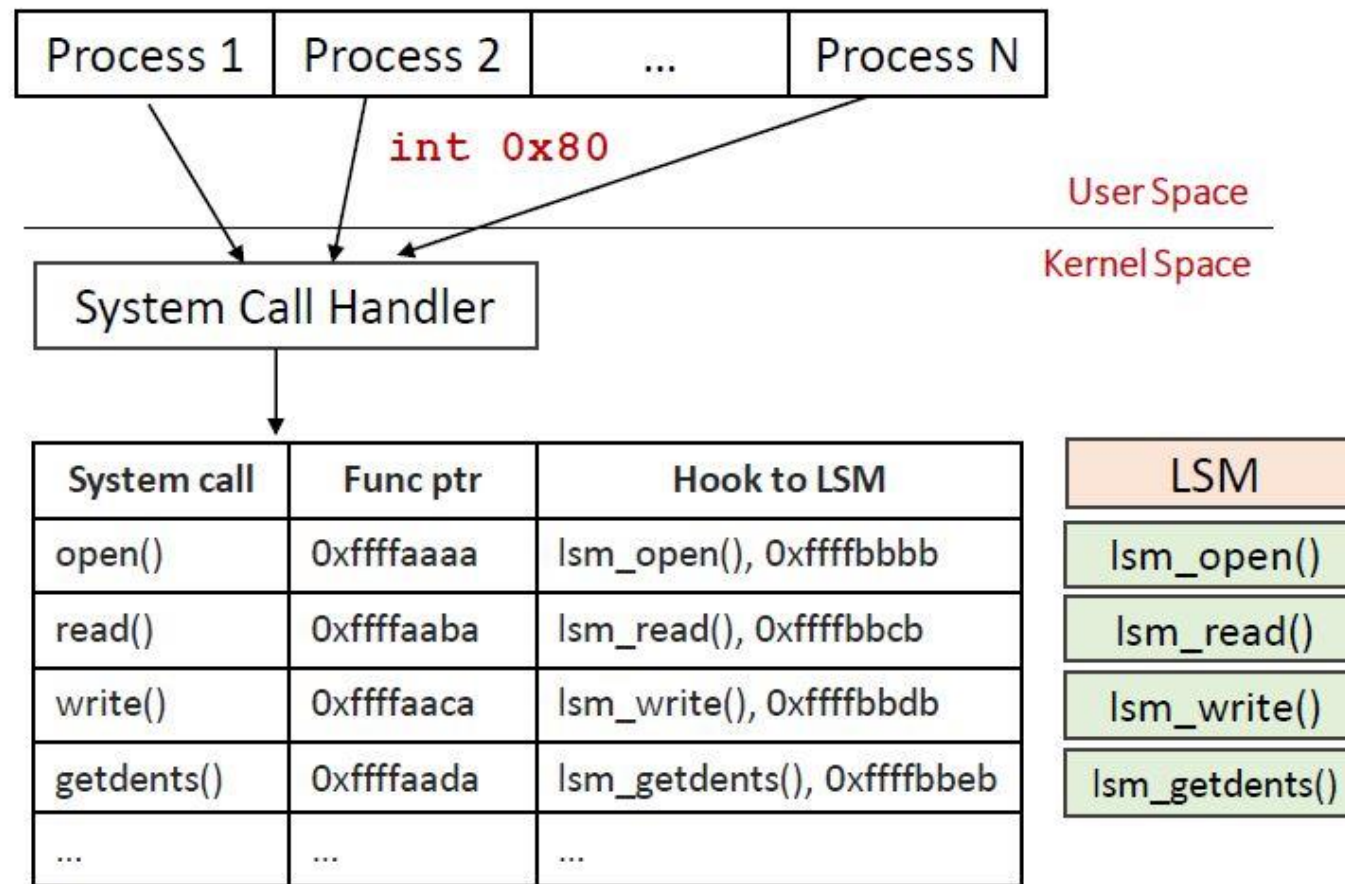 Process 1 Process 2 ... Process N
int 0x80
User Space
Kernel Space
System Call Handler
System call Func ptr Hook to LSM
open() 0xffffaaaa lsm_open(), 0xffffbbbb
read() 0xffffaaba lsm_read(), 0xffffbbcb
write() 0xffffaaca lsm_write(), 0xffffbbdb
getdents() 0xffffaada lsm_getdents(), 0xffffbbeb
... ... ...
LSM
lsm_open()
lsm_read()
lsm_write()
lsm_getdents()